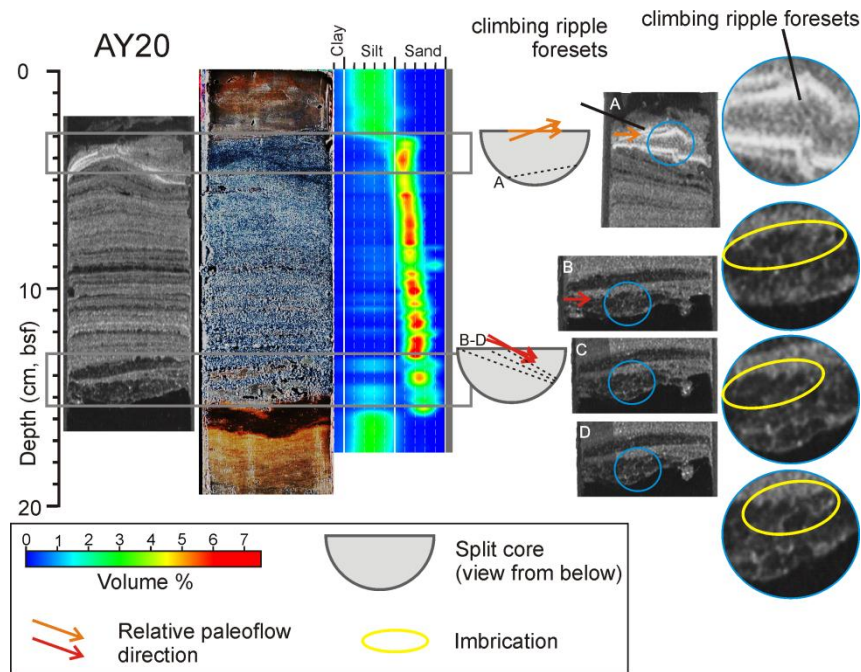 AY20
Clay
Silt
Sand
climbing ripple
foresets
climbing ripple foresets
0
10
20
Depth (cm, bsf)
A
A
B-D
B
C
D
0 1 2 3 4 5 6 7
Volume %
Split core
(view from below)
Relative paleoflow
direction
Imbrication